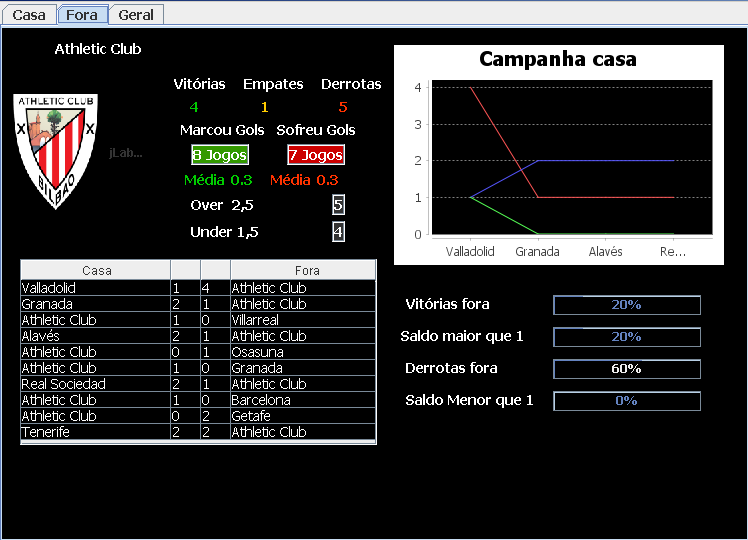 Casa Fora Geral
Athletic Club
ATHLETIC CLUB
BILBAO
jLab...
Vitórias Empates Derrotas
4 1 5
Marcou Gols Sofreu Gols
8 Jogos 7 Jogos
Média 0.3 Média 0.3
Over 2,5 5
Under 1,5 4
Campanha casa
4
3
2
1
0
Valladolid Granada Alavés Re...
Casa Fora
Valladolid 1 4 Athletic Club
Granada 2 1 Athletic Club
Athletic Club 1 0 Villarreal
Alavés 2 1 Athletic Club
Athletic Club 0 1 Osasuna
Athletic Club 1 0 Granada
Real Sociedad 2 1 Athletic Club
Athletic Club 1 0 Barcelona
Athletic Club 0 2 Getafe
Tenerife 2 2 Athletic Club
Vitórias fora 20%
Saldo maior que 1 20%
Derrotas fora 60%
Saldo Menor que 1 0%